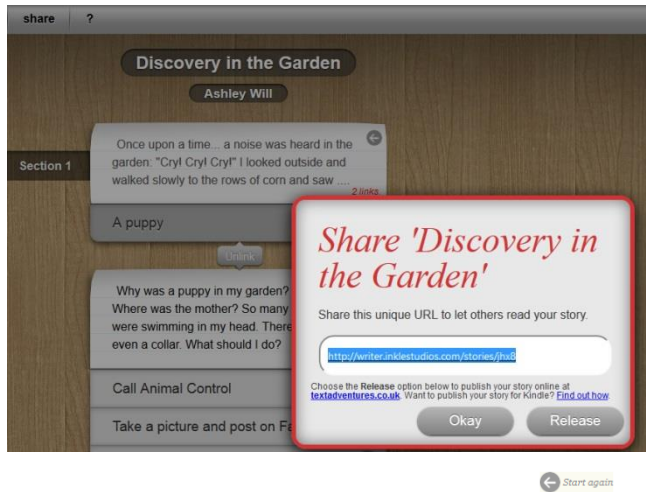 share ?
Discovery in the Garden
Ashley Will
Section 1
Once upon a time... a noise was heard in the
garden: "Cry! Cry! Cry!" I looked outside and
walked slowly to the rows of corn and saw ....
2 links
A puppy
Unlink
Why was a puppy in my garden?
Where was the mother? So many
were swimming in my head. There
even a collar. What should I do?
Call Animal Control
Take a picture and post on
Share 'Discovery in
the Garden'
Share this unique URL to let others read your story.
http://writer.inklestudios.com/stories/jhx8
Choose the Release option below to publish your story online at
textadventures.co.uk. Want to publish your story for Kindle? Find out how.
Okay Release
Start again